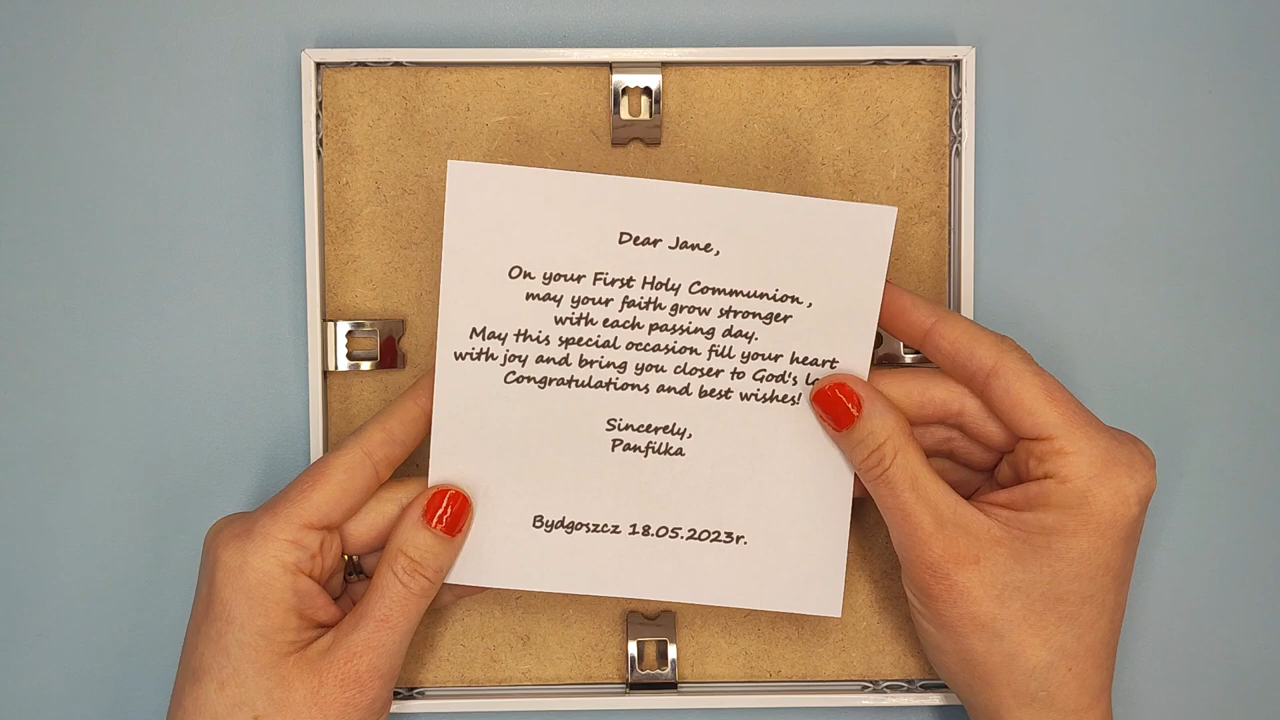 Dear Jane,
On your First Holy Communion,
may your faith grow stronger
with each passing day.
May this special occasion fill your heart
with joy and bring you closer to God's
Congratulations and best wishes!
Sincerely,
Panfilka
Bydgoszcz 18.05.2023r.